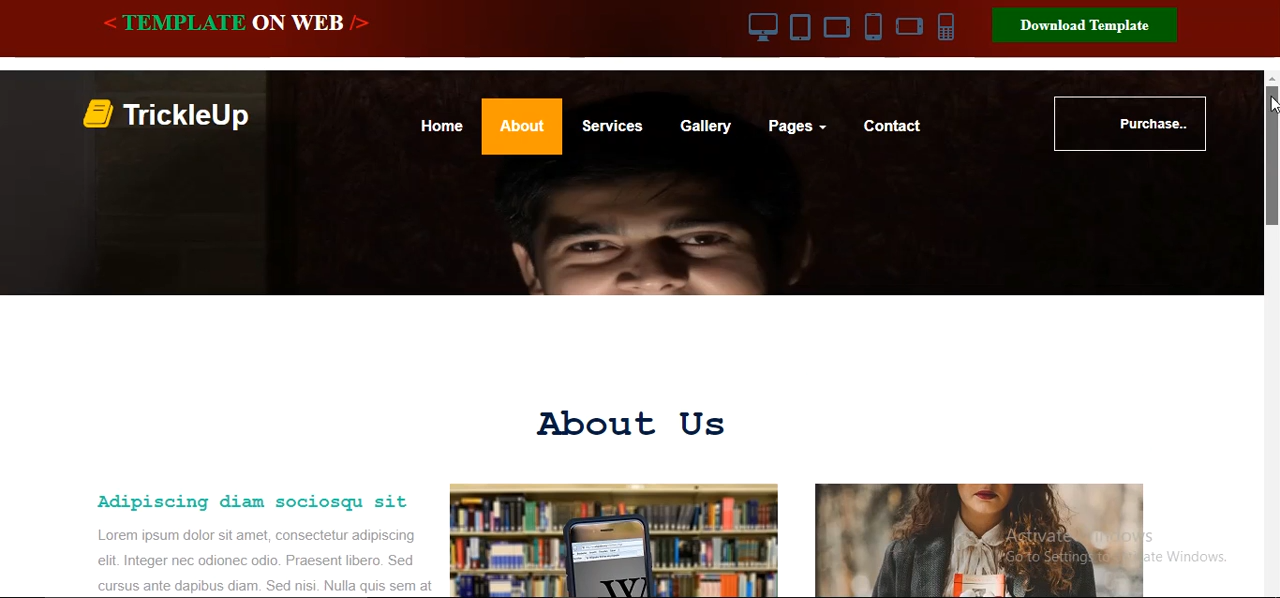 < TEMPLATE ON WEB />
Download Template
TrickleUp
Home
About
Services
Gallery
Pages
Contact
Purchase..
About Us
Adipiscing diam sociosqu sit
Lorem ipsum dolor sit amet, consectetur adipiscing
elit. Integer nec odionec odio. Praesent libero. Sed
cursus ante dapibus diam. Sed nisi. Nulla quis sem at
W
Activate Windows
Go to Settings to activate Windows.